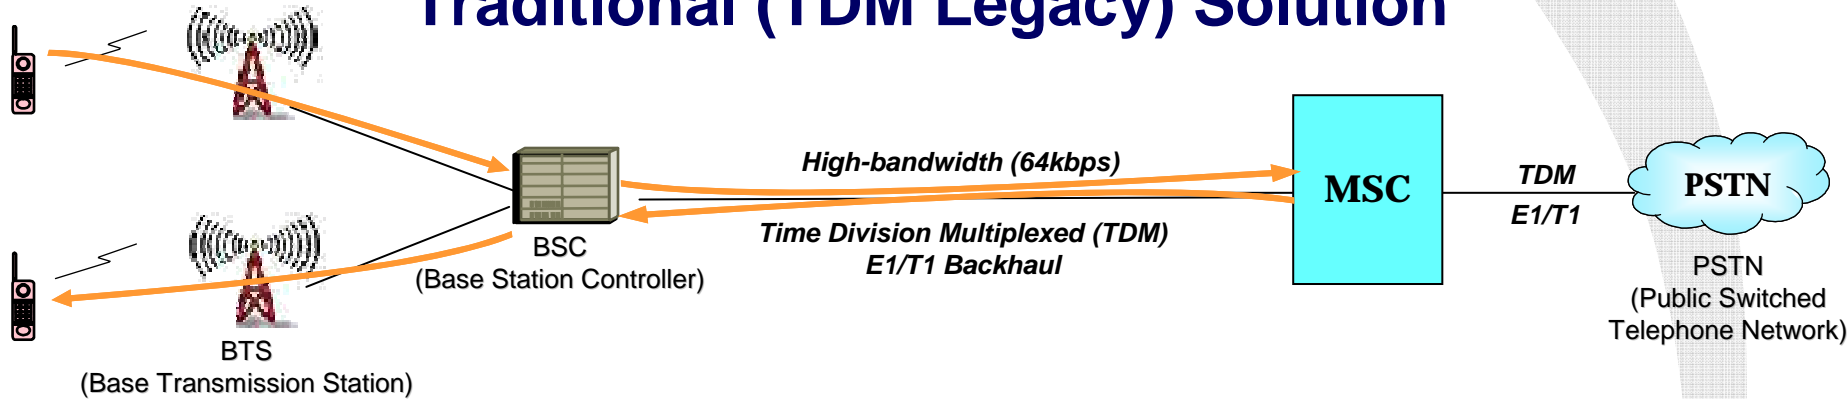 Traditional (TDM Legacy) Solution
High-bandwidth (64kbps)
Time Division Multiplexed (TDM)
E1/T1 Backhaul
MSC
TDM
E1/T1
PSTN
BSC
(Base Station Controller)
PSTN
(Public Switched
Telephone Network)
BTS
(Base Transmission Station)